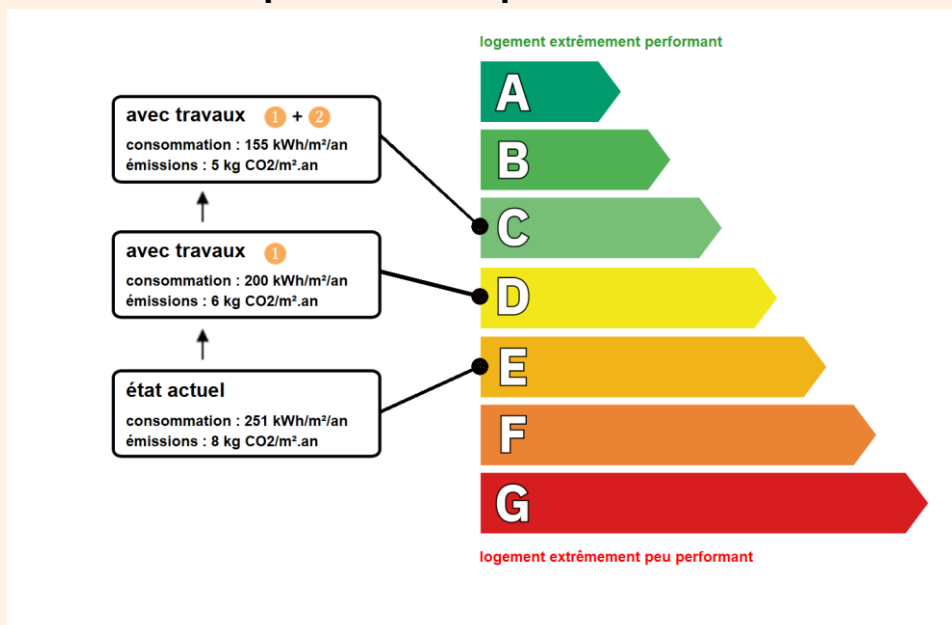 logement extrêmement performant
A
avec travaux 1 + 2
consommation : 155 kWh/m²/an
émissions : 5 kg CO2/m².an
B
C
avec travaux 1
consommation : 200 kWh/m²/an
émissions : 6 kg CO2/m².an
D
E
état actuel
consommation : 251 kWh/m²/an
émissions : 8 kg CO2/m².an
F
G
logement extrêmement peu performant